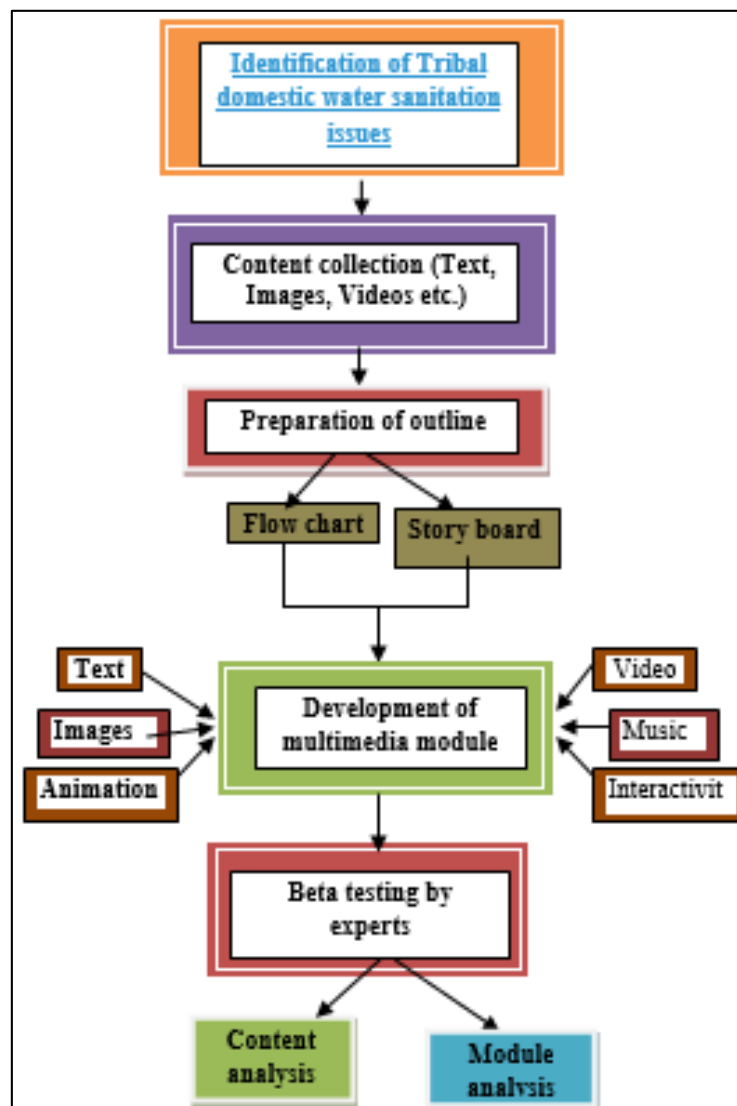 Identification of Tribal
domestic water sanitation
issues
Content collection (Text,
Images, Videos etc.)
Preparation of outline
Flow chart
Story board
Text
Images
Animation
Development of
multimedia module
Video
Music
Interactivit
Beta testing by
experts
Content
analysis
Module
analysis